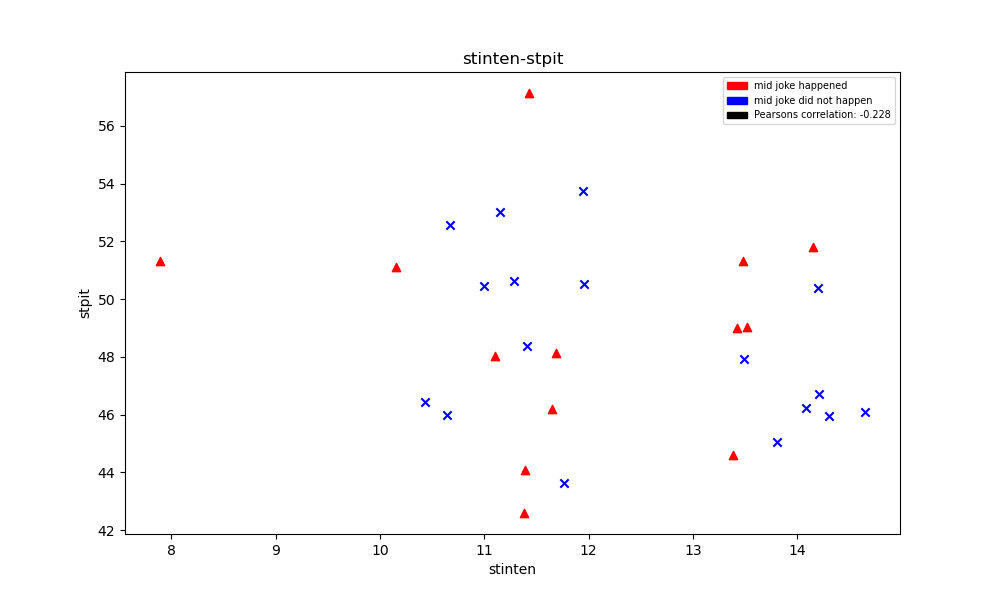 stinten-stpit
mid joke happened
mid joke did not happen
Pearsons correlation: -0.228
56
54
52
50
48
46
44
42
stpit
8 9 10 11 12 13 14
stinten